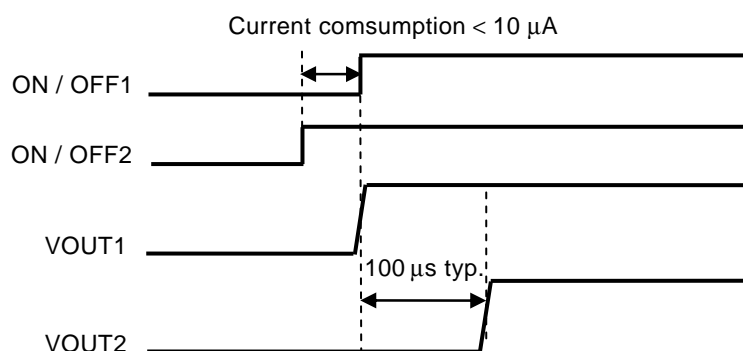 Current comsumption < 10 μA
ON / OFF1
ON / OFF2
VOUT1
100 μs typ.
VOUT2